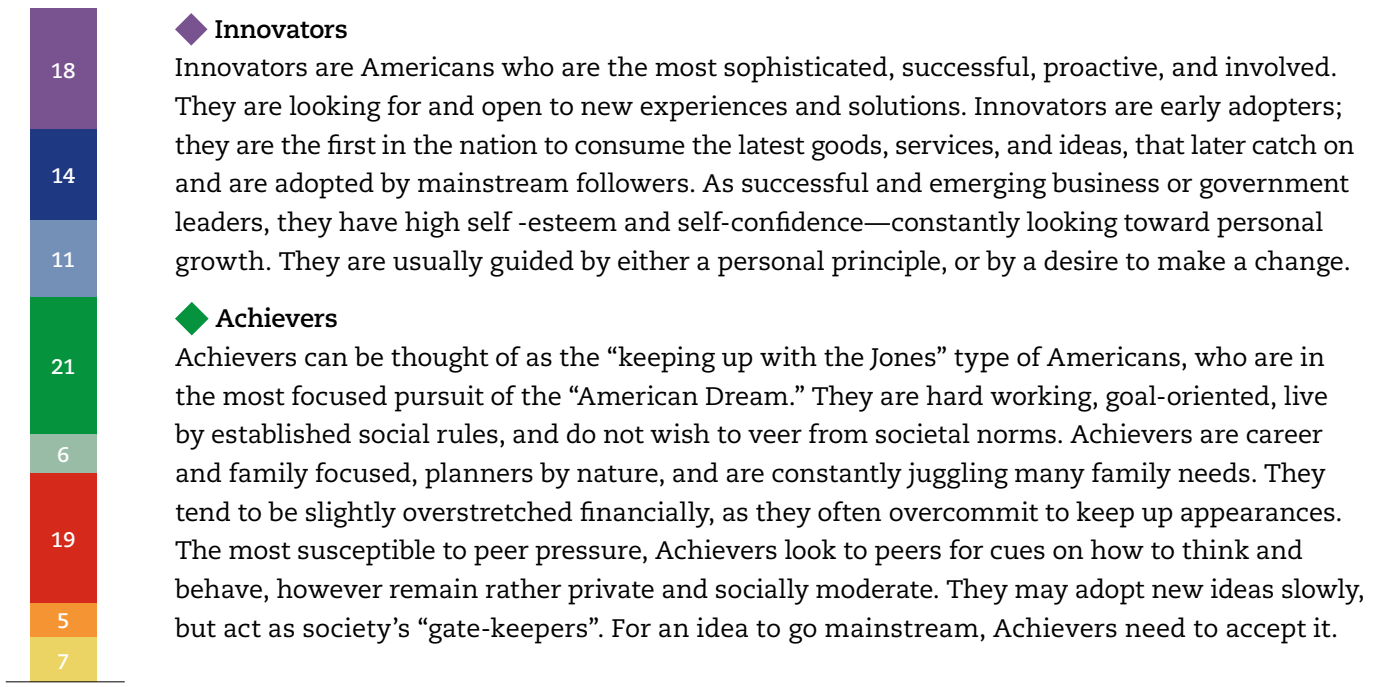 18
14
11
21
6
19
5
7
Innovators
Innovators are Americans who are the most sophisticated, successful, proactive, and involved.
They are looking for and open to new experiences and solutions. Innovators are early adopters;
they are the first in the nation to consume the latest goods, services, and ideas, that later catch on
and are adopted by mainstream followers. As successful and emerging business or government
leaders, they have high self -esteem and self-confidence—constantly looking toward personal
growth. They are usually guided by either a personal principle, or by a desire to make a change.
Achievers
Achievers can be thought of as the “keeping up with the Jones” type of Americans, who are in
the most focused pursuit of the “American Dream.” They are hard working, goal-oriented, live
by established social rules, and do not wish to veer from societal norms. Achievers are career
and family focused, planners by nature, and are constantly juggling many family needs. They
tend to be slightly overstretched financially, as they often overcommit to keep up appearances.
The most susceptible to peer pressure, Achievers look to peers for cues on how to think and
behave, however remain rather private and socially moderate. They may adopt new ideas slowly,
but act as society’s “gate-keepers”. For an idea to go mainstream, Achievers need to accept it.